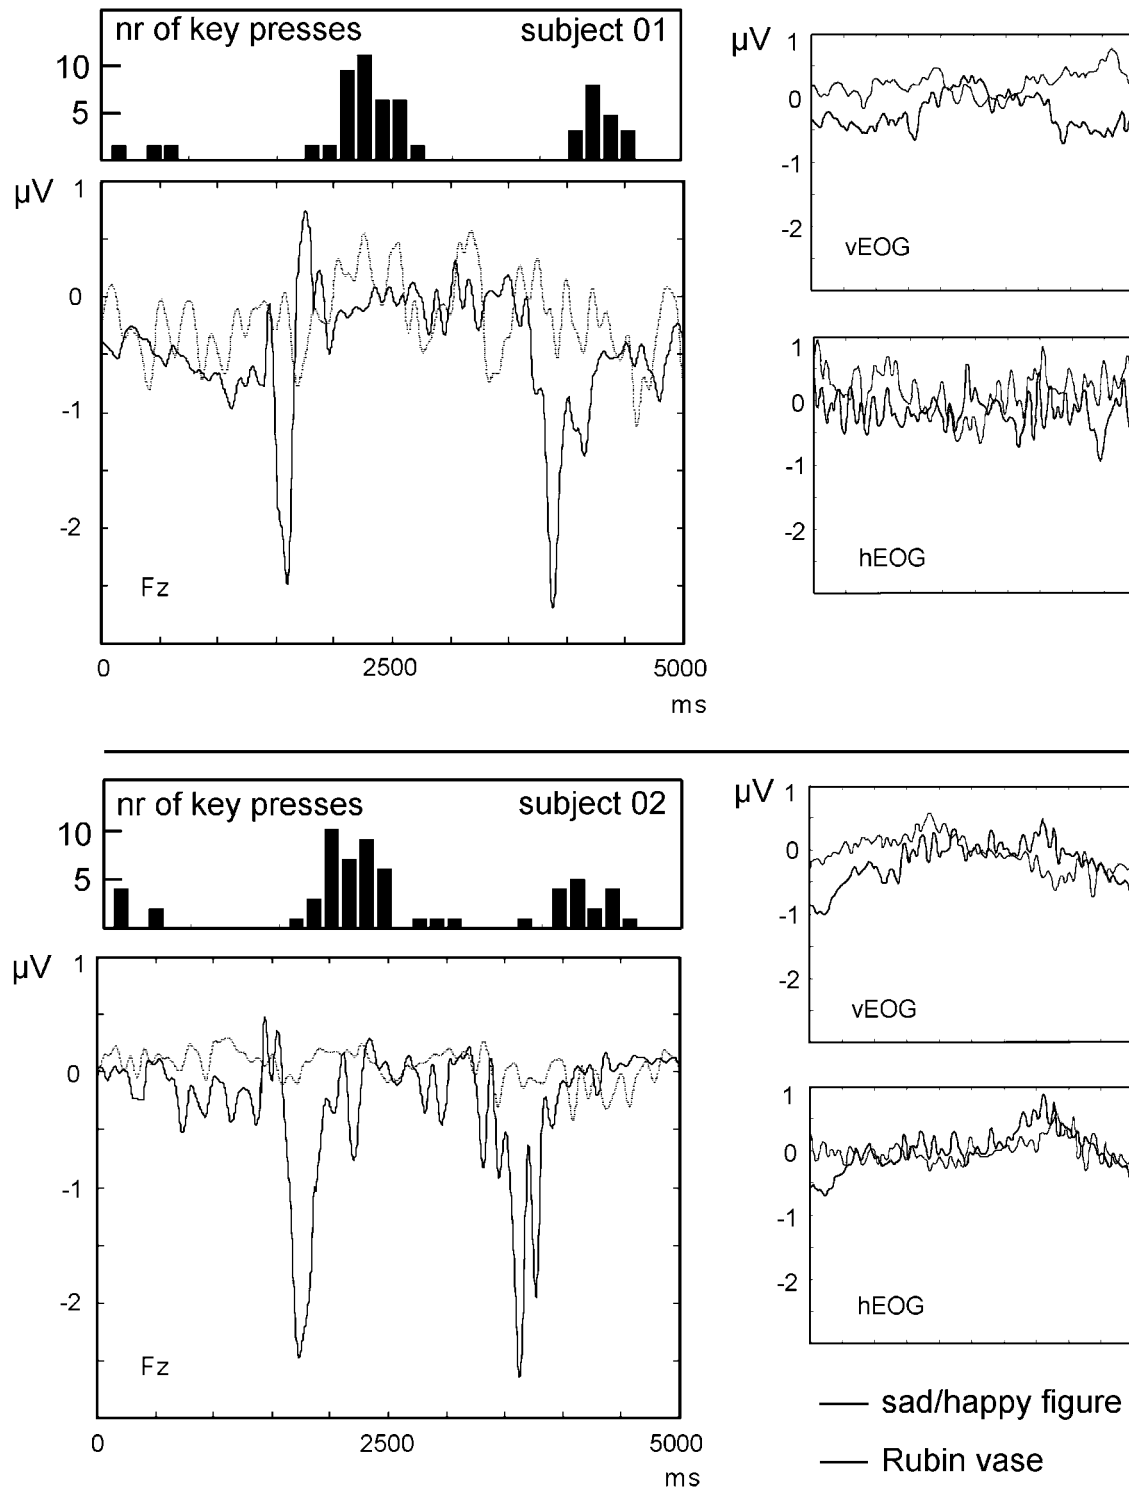 nr of key presses subject 01
10
5
µV
1
0
-1
-2
Fz
0 2500 5000
ms
µV
1
0
-1
-2
vEOG
1
0
-1
-2
hEOG
nr of key presses subject 02
10
5
µV
1
0
-1
-2
Fz
0 2500 5000
ms
µV
1
0
-1
-2
vEOG
1
0
-1
-2
hEOG
sad/happy figure
Rubin vase